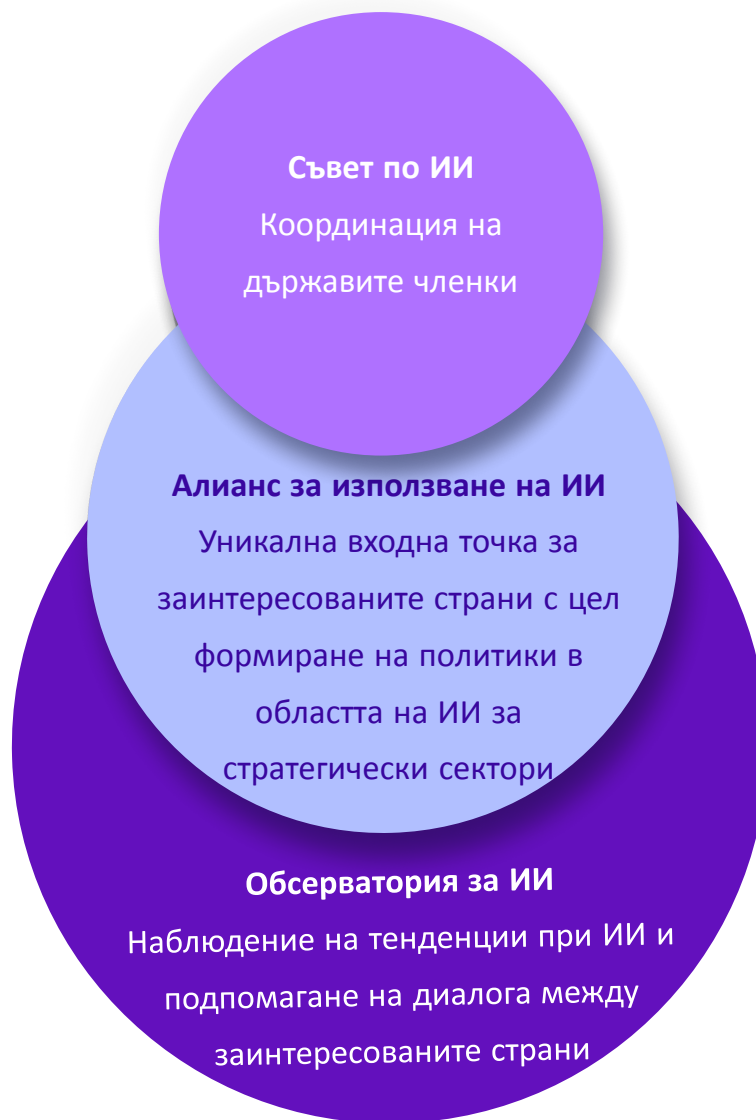 Съвет по ИИ
Координация на
държавите членки
Алианс за използване на ИИ
Уникална входна точка за
заинтересованите страни с цел
формиране на политики в
областта на ИИ за
стратегически сектори
Обсерватория за ИИ
Наблюдение на тенденции при ИИ и
подпомагане на диалога между
заинтересованите страни